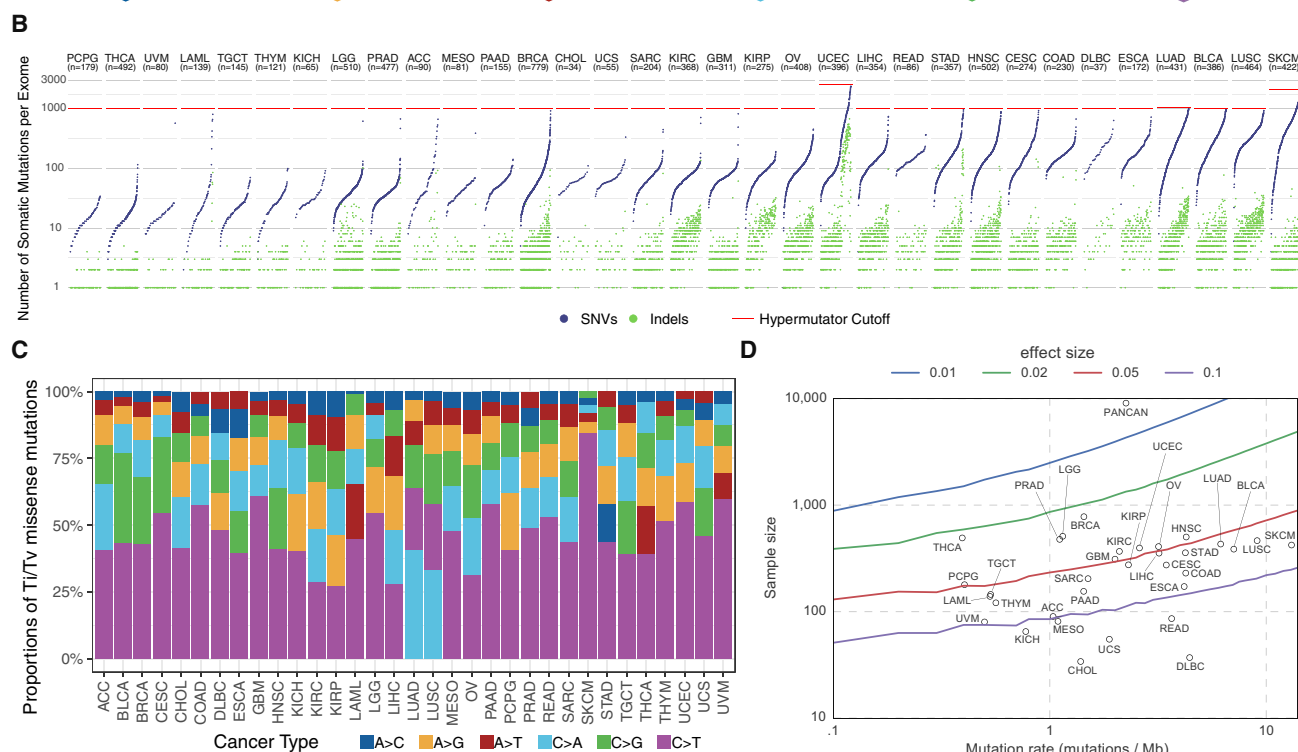 B
PCPG THCA UVM LAML TGCT THYM KICH LGG PRAD ACC MESO PAAD BRCA CHOL UCS SARC KIRC GBM KIRP OV UCEC LIHC READ STAD HNSC CESC COAD DLBC ESCA LUAD BLCA LUSC SKCM
(n=179) (n=492) (n=80) (n=139) (n=145) (n=121) (n=65) (n=510) (n=477) (n=90) (n=81) (n=155) (n=779) (n=34) (n=55) (n=204) (n=368) (n=311) (n=275) (n=408) (n=396) (n=354) (n=86) (n=357) (n=502) (n=274) (n=230) (n=37) (n=172) (n=431) (n=386) (n=464) (n=422)
Number of Somatic Mutations per Exome
3000
1000
100
10
1
SNVs Indels Hypermutator Cutoff
C
Proportions of Ti/Tv missense mutations
100%
75%
50%
25%
0%
ACC BLCA BRCA CESC CHOL COAD DLBC ESCA GBM HNSC KICH KIRC KIRP LAML LGG LIHC LUAD LUSC MESO OV PAAD PCPG PRAD READ SARC SKCM STAD TGCT THCA THYM UCEC UCS UVM
Cancer Type A>C A>G A>T C>A C>G C>T
D
effect size
0.01 0.02 0.05 0.1
Sample size
10,000
1,000
100
10
PANCAN
UCEC
LGG
PRAD
OV
LUAD
BLCA
BRCA
KIRP
HNSC
THCA
KIRC
SKCM
LUSC
GBM
STAD
TGCT
CESC
PCPG
SARC
LIHC
COAD
LAML
THYM
PAAD
ESCA
UVM
ACC
MESO
KICH
READ
UCS
CHOL
DLBC
.1 1 10
Mutation rate (mutations / Mb)